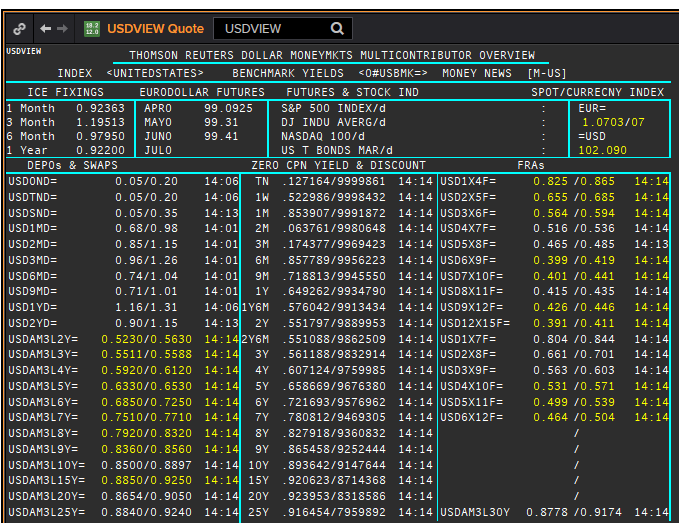 18.2
12.0 USDVIEW Quote USDVIEW
USDVIEW
THOMSON REUTERS DOLLAR MONEYMKTS MULTICONTRIBUTOR OVERVIEW
INDEX <UNITEDSTATES> BENCHMARK YIELDS <0#USBMK=> MONEY NEWS [M-US]
ICE FIXINGS EURODOLLAR FUTURES FUTURES & STOCK IND SPOT/CURRECNY INDEX
1 Month 0.92363 APR0 99.0925 S&P 500 INDEX/d : EUR=
3 Month 1.19513 MAY0 99.31 DJ INDU AVERG/d : 1.0703/07
6 Month 0.97950 JUN0 99.41 NASDAQ 100/d : =USD
1 Year 0.92200 JUL0 US T BONDS MAR/d : 102.090
DEPOs & SWAPS ZERO CPN YIELD & DISCOUNT FRAs
USDOND= 0.05/0.20 14:06 TN .127164/9999861 14:14 USD1X4F= 0.825 /0.865 14:14
USDTND= 0.05/0.20 14:06 1W .522986/9998432 14:14 USD2X5F= 0.655 /0.685 14:14
USDSND= 0.05/0.35 14:13 1M .853907/9991872 14:14 USD3X6F= 0.564 /0.594 14:14
USD1MD= 0.68/0.98 14:01 2M .063761/9980648 14:14 USD4X7F= 0.516 /0.536 14:14
USD2MD= 0.85/1.15 14:01 3M .174377/9969423 14:14 USD5X8F= 0.465 /0.485 14:13
USD3MD= 0.96/1.26 14:01 6M .857789/9956223 14:14 USD6X9F= 0.399 /0.419 14:14
USD6MD= 0.74/1.04 14:01 9M .718813/9945550 14:14 USD7X10F= 0.401 /0.441 14:14
USD9MD= 0.71/1.01 14:01 1Y .649262/9934790 14:14 USD8X11F= 0.415 /0.435 14:14
USD1YD= 1.16/1.31 14:06 1Y6M .576042/9913434 14:14 USD9X12F= 0.426 /0.446 14:14
USD2YD= 0.90/1.15 14:13 2Y .551797/9889953 14:14 USD12X15F= 0.391 /0.411 14:14
USDAM3L2Y= 0.5230/0.5630 14:14 2Y6M .551088/9862509 14:14 USD1X7F= 0.804 /0.844 14:14
USDAM3L3Y= 0.5511/0.5588 14:14 3Y .561188/9832914 14:14 USD2X8F= 0.661 /0.701 14:14
USDAM3L4Y= 0.5920/0.6120 14:14 4Y .607124/9759985 14:14 USD3X9F= 0.563 /0.603 14:14
USDAM3L5Y= 0.6330/0.6530 14:14 5Y .658669/9676380 14:14 USD4X10F= 0.531 /0.571 14:14
USDAM3L6Y= 0.6850/0.7250 14:14 6Y .721693/9576962 14:14 USD5X11F= 0.499 /0.539 14:14
USDAM3L7Y= 0.7510/0.7710 14:14 7Y .780812/9469305 14:14 USD6X12F= 0.464 /0.504 14:14
USDAM3L8Y= 0.7920/0.8320 14:14 8Y .827918/9360832 14:14 /
USDAM3L9Y= 0.8360/0.8560 14:14 9Y .865458/9252444 14:14 /
USDAM3L10Y= 0.8500/0.8897 14:14 10Y .893642/9147644 14:14 /
USDAM3L15Y= 0.8850/0.9250 14:14 15Y .920623/8714368 14:14 /
USDAM3L20Y= 0.8654/0.9050 14:14 20Y .923953/8318586 14:14 /
USDAM3L25Y= 0.8840/0.9240 14:14 25Y .916454/7959892 14:14 USDAM3L30Y 0.8778 /0.9174 14:14